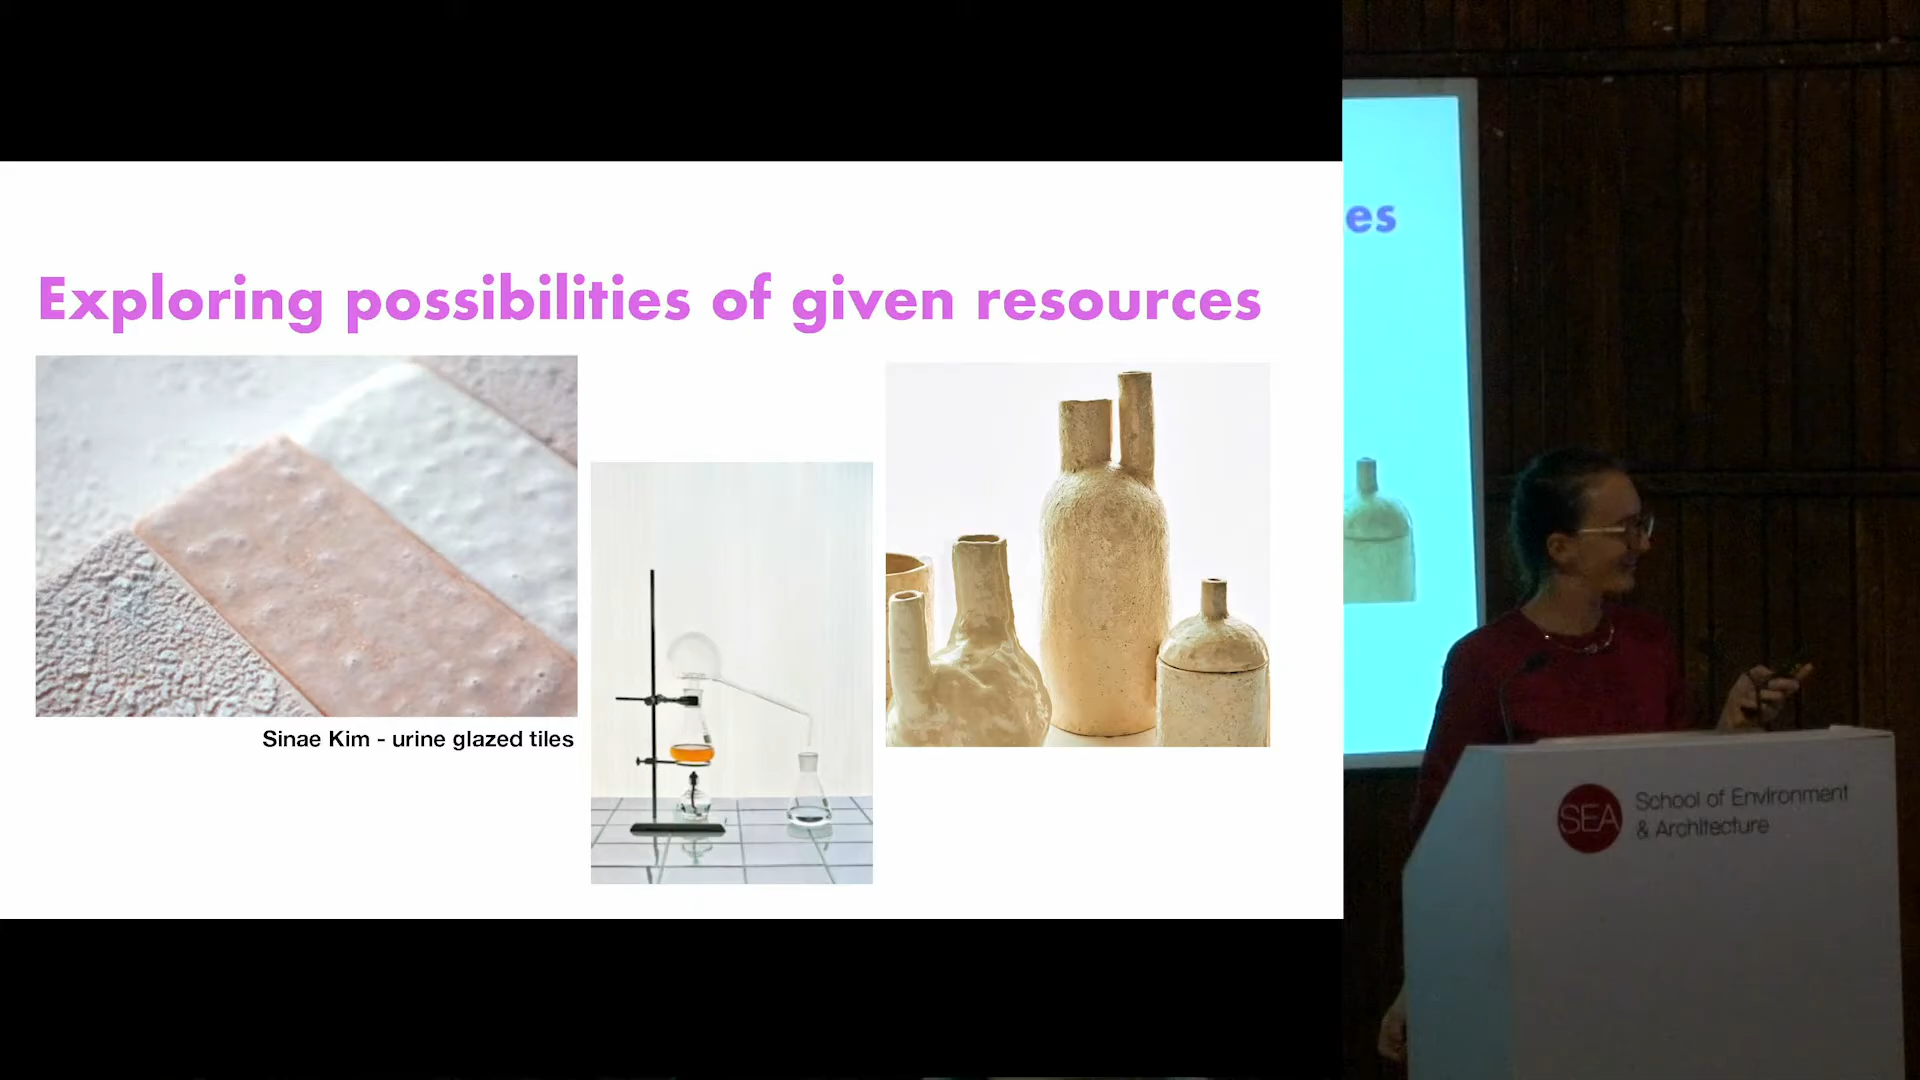 Exploring possibilities of given resources
Sinae Kim - urine glazed tiles
es
SEA
School of Environment
& Architecture